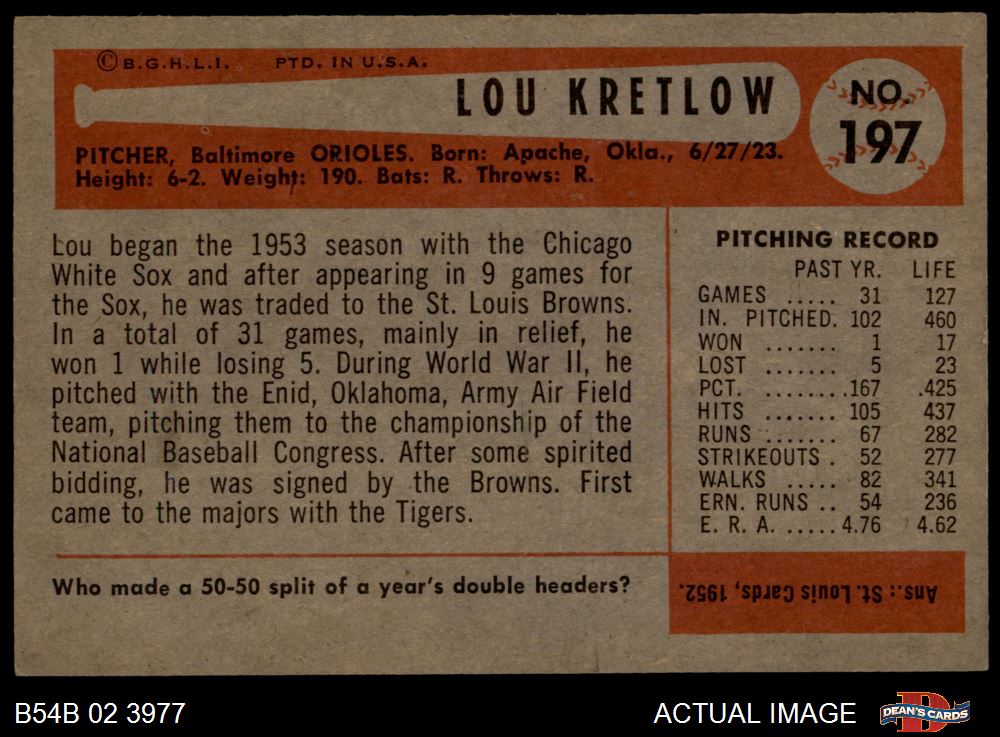 © B.G.H.L.I. PTD. IN U.S.A.
LOU KRETLOW
NO.
197
PITCHER, Baltimore ORIOLES. Born: Apache, Okla., 6/27/23.
Height: 6-2. Weight: 190. Bats: R. Throws: R.
Lou began the 1953 season with the Chicago
White Sox and after appearing in 9 games for
the Sox, he was traded to the St. Louis Browns.
In a total of 31 games, mainly in relief, he
won 1 while losing 5. During World War II, he
pitched with the Enid, Oklahoma, Army Air Field
team, pitching them to the championship of the
National Baseball Congress. After some spirited
bidding, he was signed by the Browns. First
came to the majors with the Tigers.
PITCHING RECORD
PAST YR. LIFE
GAMES ..... 31 127
IN. PITCHED. 102 460
WON ....... 1 17
LOST ....... 5 23
PCT. .......167 .425
HITS ....... 105 437
RUNS ....... 67 282
STRIKEOUTS . 52 277
WALKS ..... 82 341
ERN. RUNS .. 54 236
E. R. A. .....4.76 4.62
Who made a 50-50 split of a year's double headers?
Ans.: St. Louis Cards, 1952.
B54B 02 3977
ACTUAL IMAGE
DEAN'S CARDS